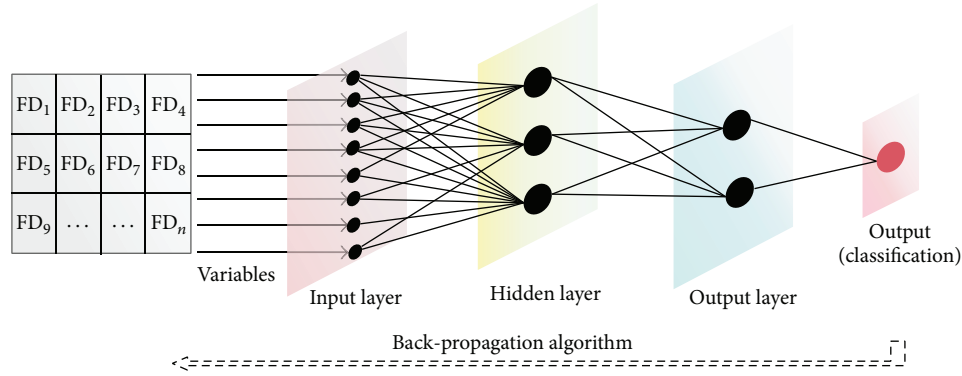 FD₁ FD₂ FD₃ FD₄
FD₅ FD₆ FD₇ FD₈
FD₉ ... ... FDₙ
Variables
Input layer
Hidden layer
Output layer
Output
(classification)
Back-propagation algorithm